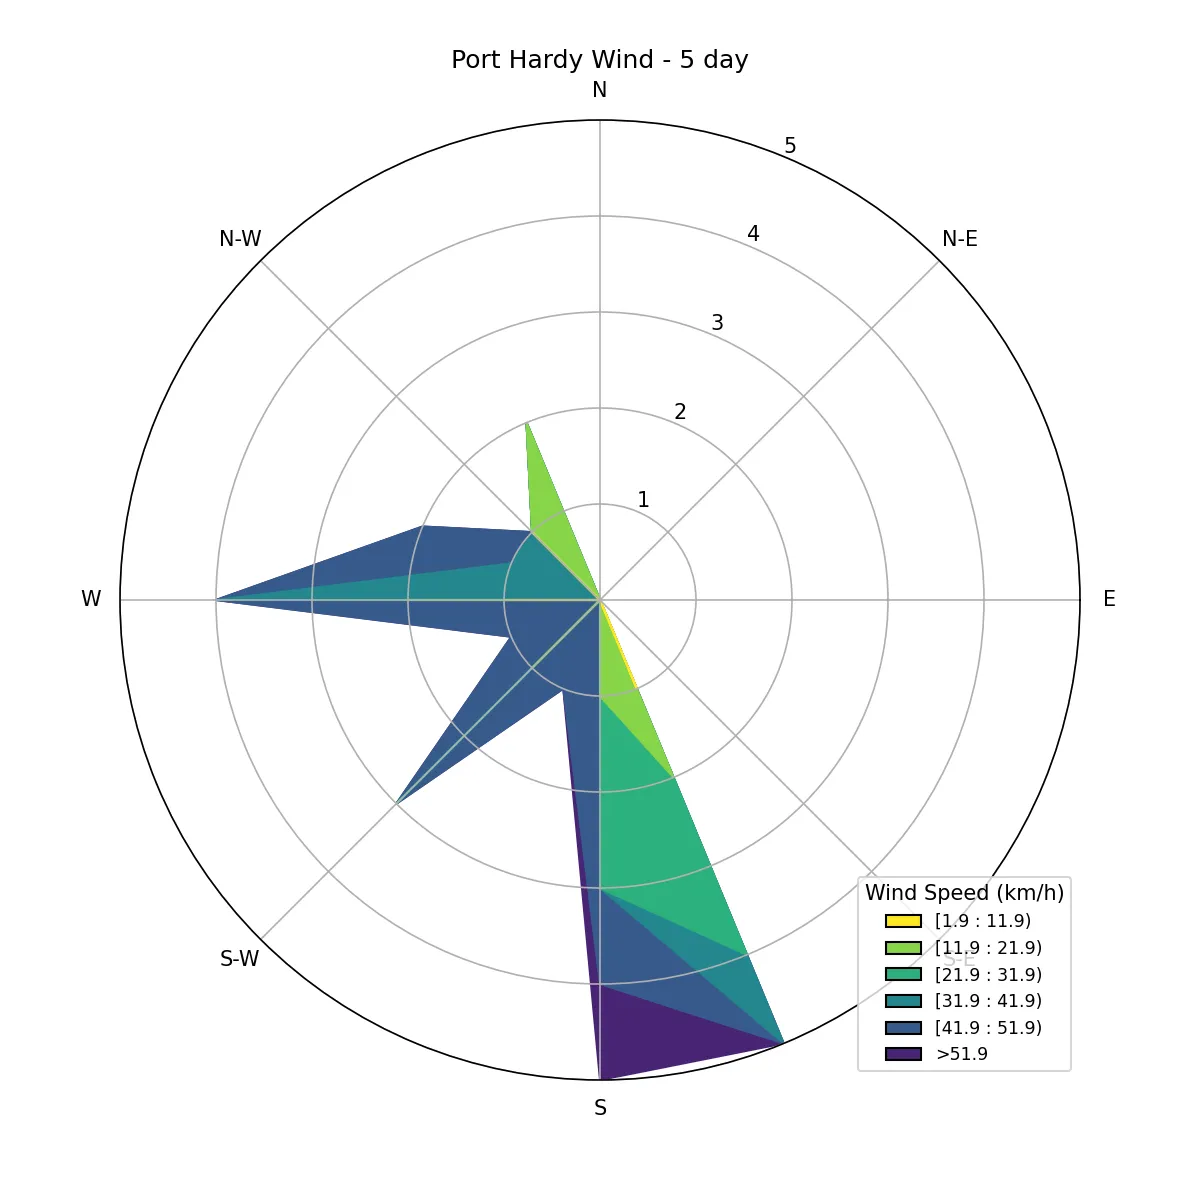 Port Hardy Wind - 5 day
N
5
N-W
4
N-E
3
2
1
W
E
S-W
S-E
S
Wind Speed (km/h)
[1.9 : 11.9)
[11.9 : 21.9)
[21.9 : 31.9)
[31.9 : 41.9)
[41.9 : 51.9)
>51.9